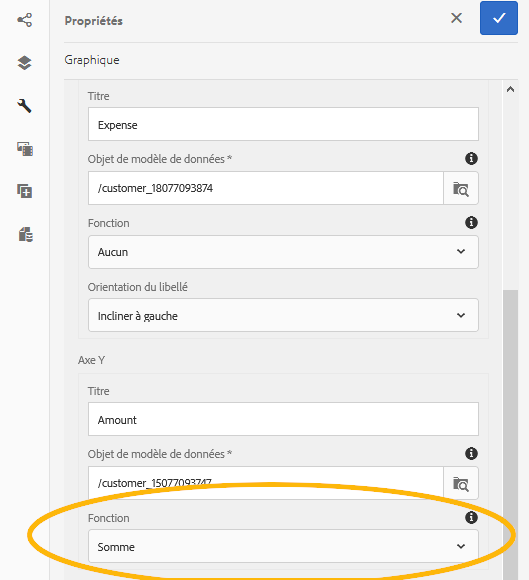 Propriétés
Graphique
Titre
Expense
Objet de modèle de données *
/customer_18077093874
Fonction
Aucun
Orientation du libellé
Incliner à gauche
Axe Y
Titre
Amount
Objet de modèle de données *
/customer_15077093747
Fonction
Somme